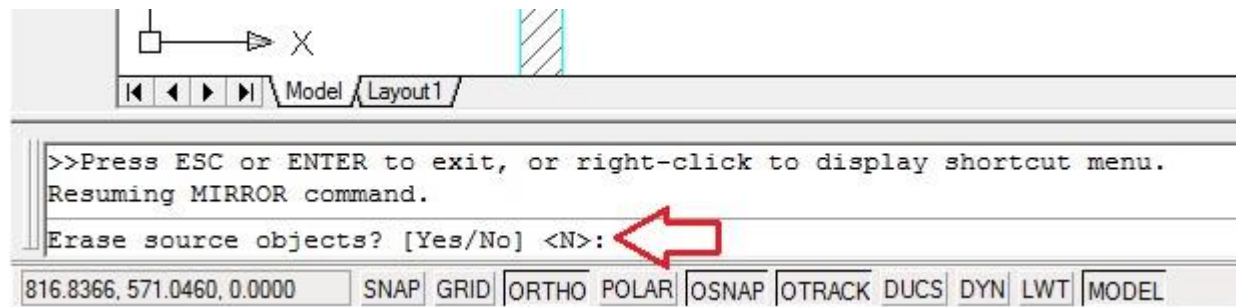 X
Model Layout1
>>Press ESC or ENTER to exit, or right-click to display shortcut menu.
Resuming MIRROR command.
Erase source objects? [Yes/No] <N>:
816.8366, 571.0460, 0.0000 SNAP GRID ORTHO POLAR OSNAP OTRACK DUCS DYN LWT MODEL